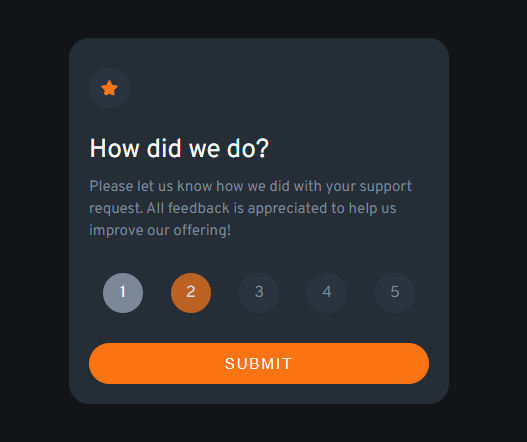 How did we do?
Please let us know how we did with your support
request. All feedback is appreciated to help us
improve our offering!
1 2 3 4 5
SUBMIT